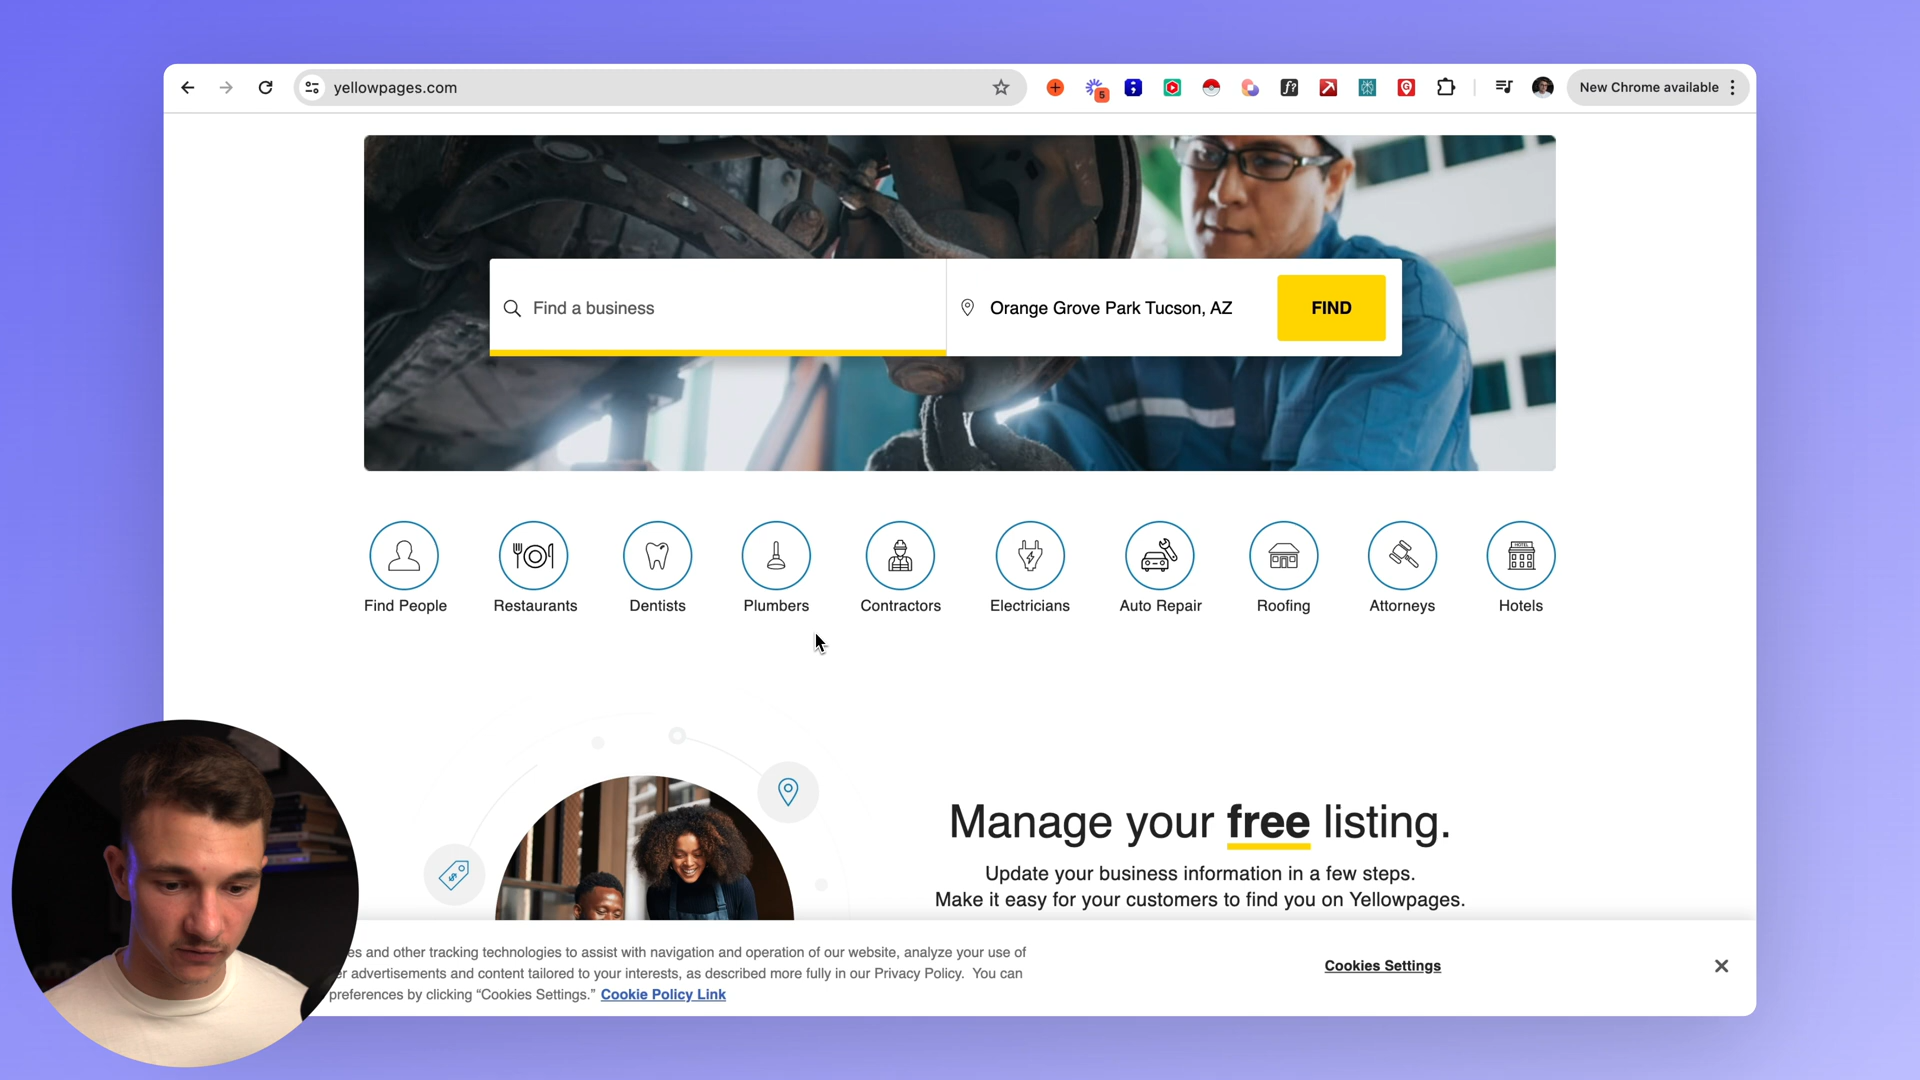 yellowpages.com
5
New Chrome available
Find a business
Orange Grove Park Tucson, AZ
FIND
HOTEL
Find People
Restaurants
Dentists
Plumbers
Contractors
Electricians
Auto Repair
Roofing
Attorneys
Hotels
$
Manage your free listing.
Update your business information in a few steps.
Make it easy for your customers to find you on Yellowpages.
es and other tracking technologies to assist with navigation and operation of our website, analyze your use of
er advertisements and content tailored to your interests, as described more fully in our Privacy Policy. You can
preferences by clicking “Cookies Settings.” Cookie Policy Link
Cookies Settings